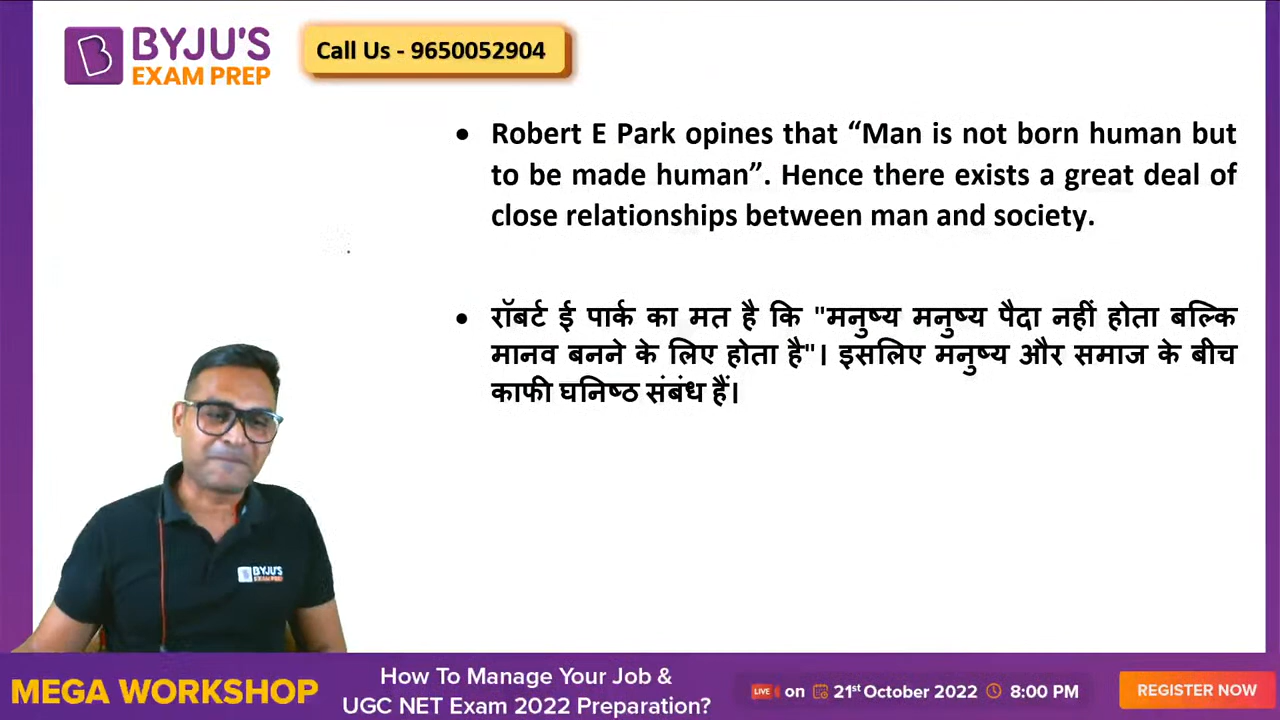 BYJU'S
EXAM PREP
Call Us - 9650052904
• Robert E Park opines that “Man is not born human but
to be made human”. Hence there exists a great deal of
close relationships between man and society.
• रॉबर्ट ई पार्क का मत है कि "मनुष्य मनुष्य पैदा नहीं होता बल्कि
मानव बनने के लिए होता है"। इसलिए मनुष्य और समाज के बीच
काफी घनिष्ठ संबंध हैं।
BYJU'S
EXAM PREP
MEGA WORKSHOP
How To Manage Your Job &
UGC NET Exam 2022 Preparation?
LIVE on 21st October 2022 8:00 PM
REGISTER NOW